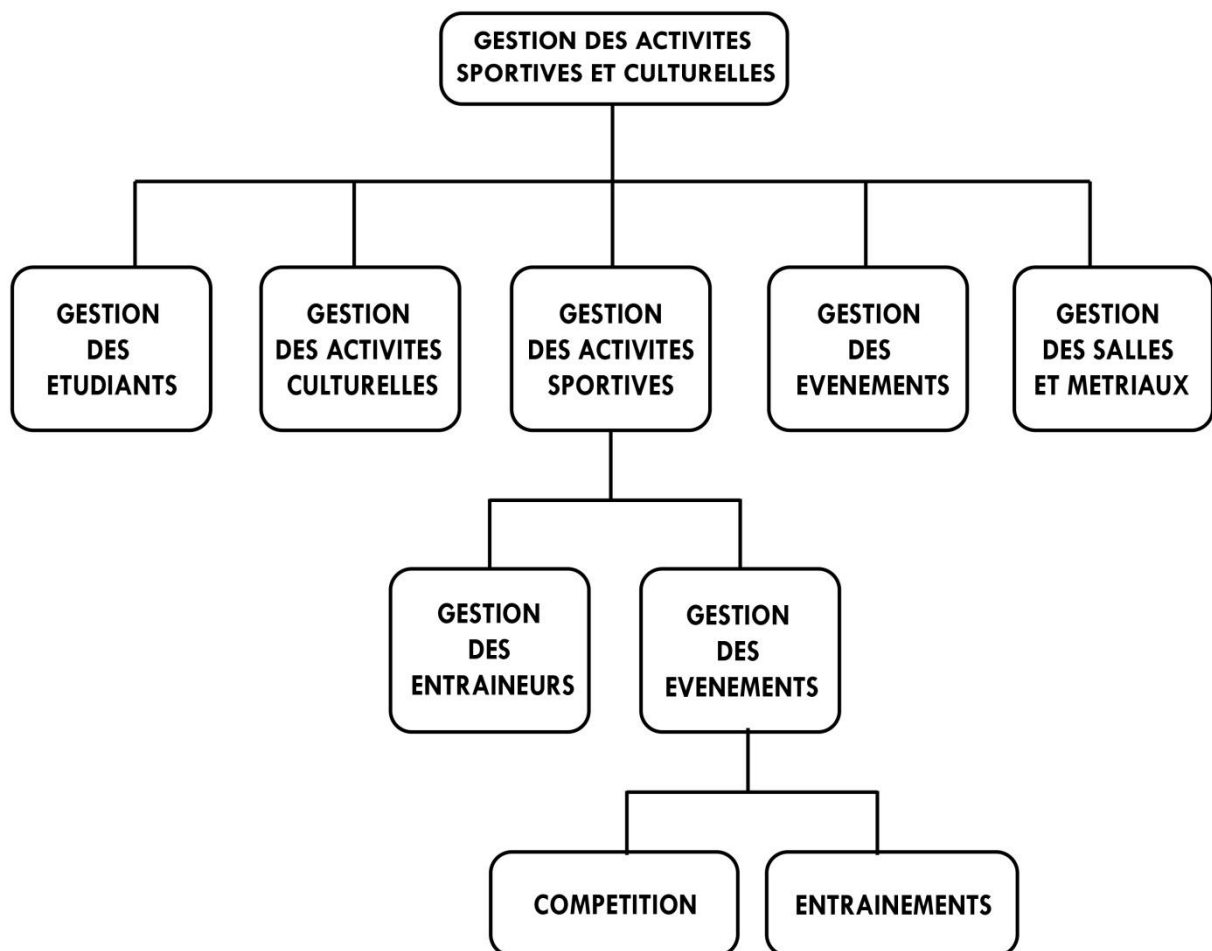 GESTION DES ACTIVITES
SPORTIVES ET CULTURELLES
GESTION
DES
ETUDIANTS
GESTION
DES ACTIVITES
CULTURELLES
GESTION
DES ACTIVITES
SPORTIVES
GESTION
DES
EVENEMENTS
GESTION
DES SALLES
ET METRIAUX
GESTION
DES
ENTRAINEURS
GESTION
DES
EVENEMENTS
COMPETITION
ENTRAINEMENTS